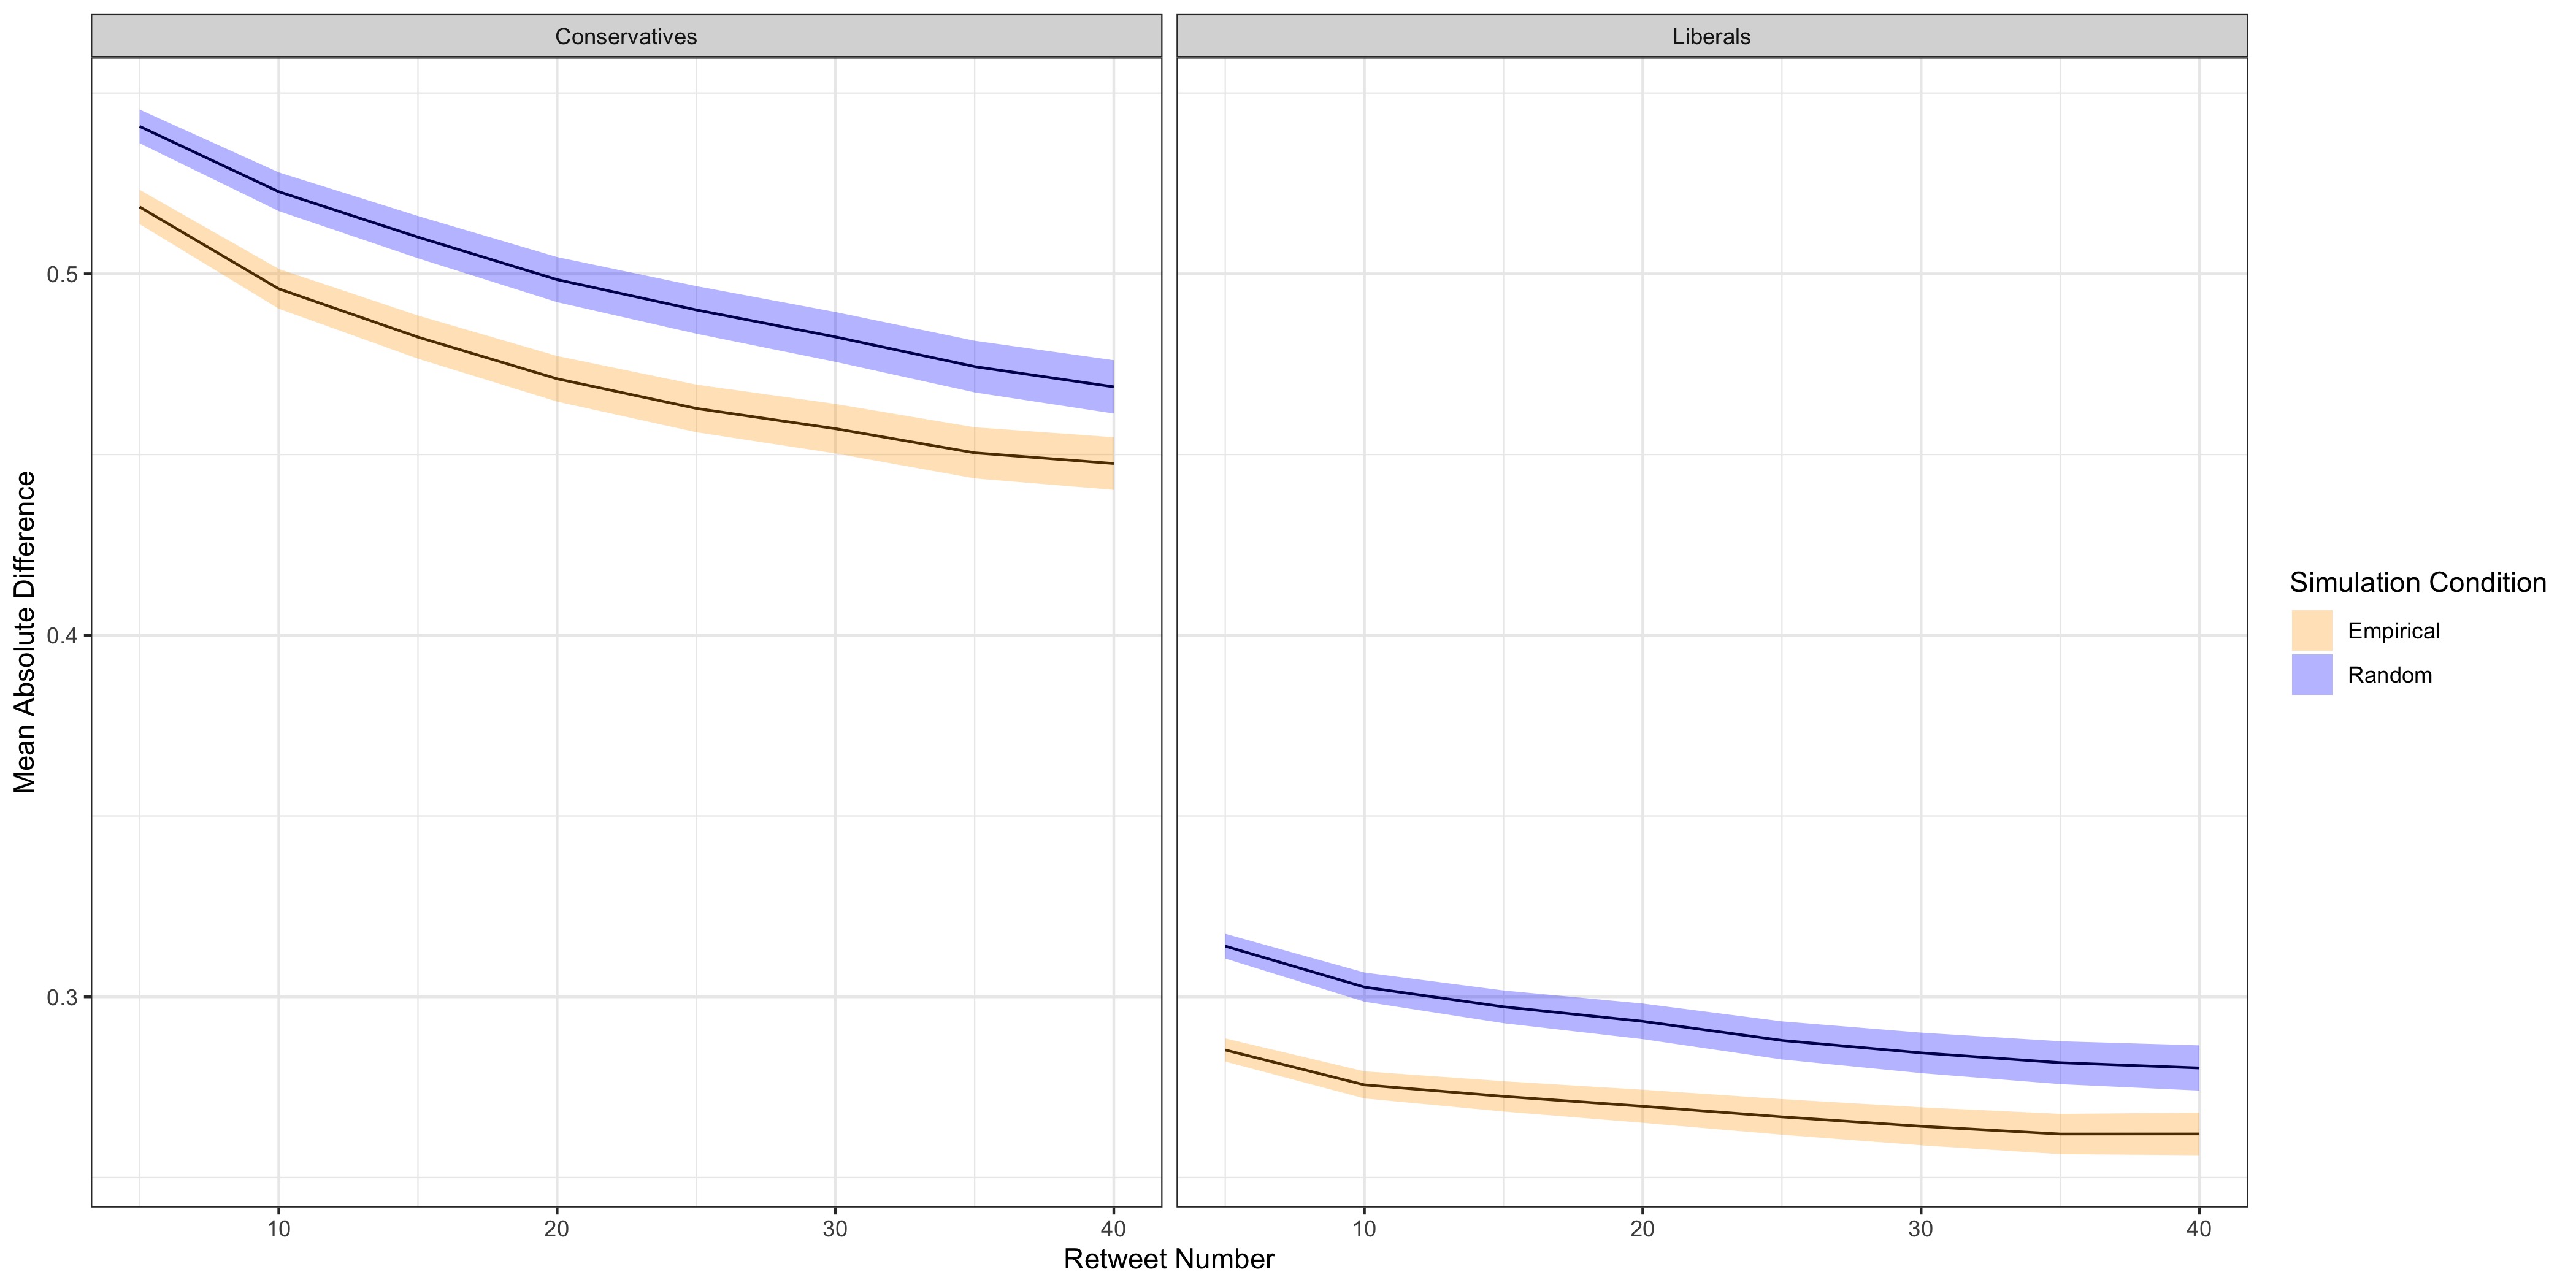 Conservatives
Liberals
Mean Absolute Difference
0.5
0.4
0.3
10 20 30 40
10 20 30 40
Retweet Number
Simulation Condition
Empirical
Random